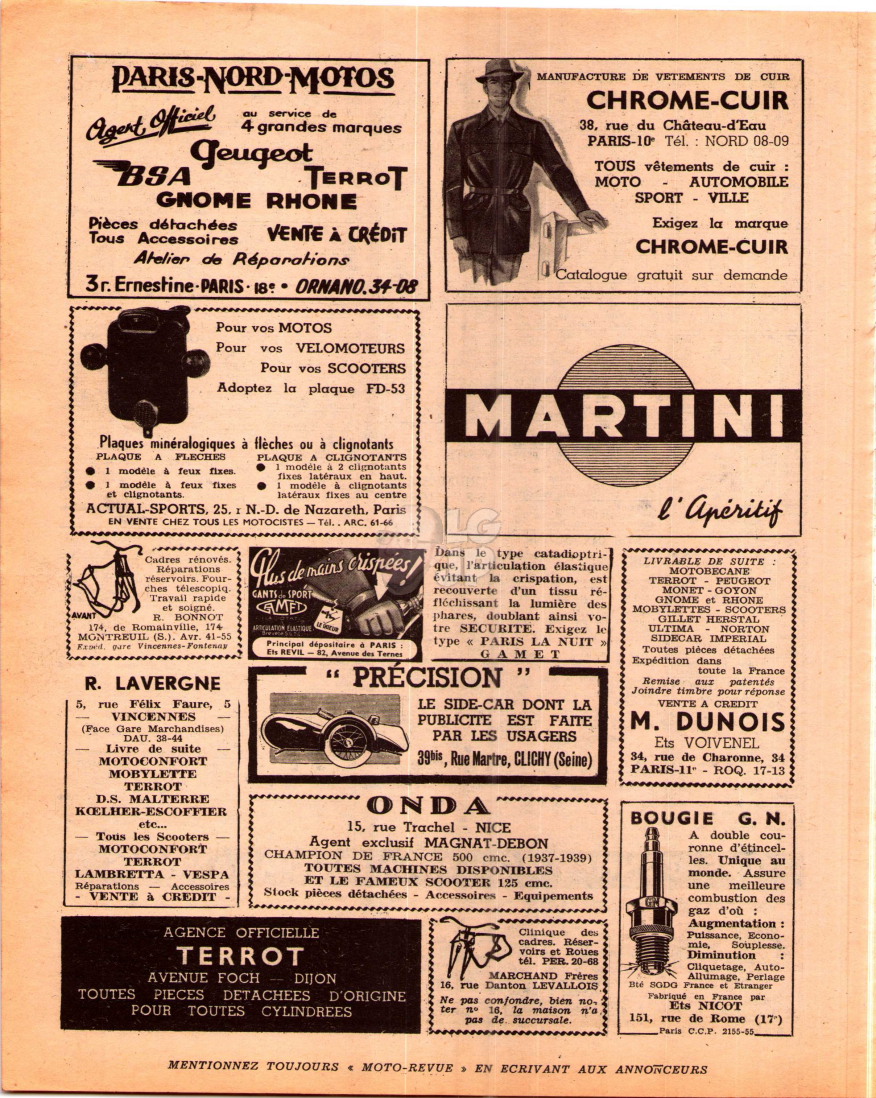 PARIS-NORD-MOTOS
Agent Officiel
au service de
4 grandes marques
Peugeot
BSA TERROT
GNOME RHONE
Pièces détachées
Tous Accessoires
VENTE à CRÉDIT
Atelier de Réparations
3 r. Ernestine · PARIS · 18e • ORNANO. 34-08
MANUFACTURE DE VETEMENTS DE CUIR
CHROME-CUIR
38, rue du Château-d'Eau
PARIS-10e Tél. : NORD 08-09
TOUS vêtements de cuir :
MOTO - AUTOMOBILE
SPORT - VILLE
Exigez la marque
CHROME-CUIR
Catalogue gratuit sur demande
Pour vos MOTOS
Pour vos VELOMOTEURS
Pour vos SCOOTERS
Adoptez la plaque FD-53
Plaques minéralogiques à flèches ou à clignotants
PLAQUE A FLECHES
● 1 modèle à feux fixes.
● 1 modèle à feux fixes
et clignotants.
PLAQUE A CLIGNOTANTS
● 1 modèle à 2 clignotants
fixes latéraux en haut.
● 1 modèle à clignotants
latéraux fixes au centre
ACTUAL-SPORTS, 25, r N.-D. de Nazareth, Paris
EN VENTE CHEZ TOUS LES MOTOCISTES — Tél.. ARC. 61-66
MARTINI
l'Apéritif
DLG
Cadres rénovés.
Réparations
réservoirs. Four-
ches télescopiq.
Travail rapide
et soigné.
AVANT
R. BONNOT
174, de Romainville, 174
MONTREUIL (S.). Avr. 41-55
Expéd. gare Vincennes-Fontenay
Plus de mains crispées!
GANTS de SPORT
GAMET
ARTICULATION ELASTIQUE
Principal dépositaire à PARIS :
Ets REVIL — 82, Avenue des Ternes
Dans le type catadioptri-
que, l'articulation élastique
évitant la crispation, est
recouverte d'un tissu ré-
fléchissant la lumière des
phares, doublant ainsi vo-
tre SECURITE. Exigez le
type « PARIS LA NUIT »
GAMET
LIVRABLE DE SUITE :
MOTOBECANE
TERROT - PEUGEOT
MONET - GOYON
GNOME et RHONE
MOBYLETTES - SCOOTERS
GILLET HERSTAL
ULTIMA - NORTON
SIDECAR IMPERIAL
Toutes pièces détachées
Expédition dans
toute la France
Remise aux patentés
Joindre timbre pour réponse
VENTE A CREDIT
M. DUNOIS
Ets VOIVENEL
34, rue de Charonne, 34
PARIS-11e - ROQ. 17-13
R. LAVERGNE
5, rue Félix Faure, 5
— VINCENNES —
(Face Gare Marchandises)
DAU. 38-44
— Livre de suite —
MOTOCONFORT
MOBYLETTE
TERROT
D.S. MALTERRE
KŒLHER-ESCOFFIER
etc...
— Tous les Scooters —
MOTOCONFORT
TERROT
LAMBRETTA - VESPA
Réparations — Accessoires
- VENTE à CREDIT -
" PRÉCISION "
LE SIDE-CAR DONT LA
PUBLICITE EST FAITE
PAR LES USAGERS
39bis, Rue Martre, CLICHY (Seine)
ONDA
15, rue Trachel - NICE
Agent exclusif MAGNAT-DEBON
CHAMPION DE FRANCE 500 cmc. (1937-1939)
TOUTES MACHINES DISPONIBLES
ET LE FAMEUX SCOOTER 125 cmc.
Stock pièces détachées - Accessoires - Equipements
BOUGIE G. N.
A double cou-
ronne d'étincel-
les. Unique au
monde. Assure
une meilleure
combustion des
gaz d'où :
Augmentation :
Puissance, Econo-
mie, Souplesse.
Diminution :
Cliquetage, Auto-
Allumage, Perlage
Bté SGDG France et Etranger
Fabriqué en France par
Ets NICOT
151, rue de Rome (17e)
Paris C.C.P. 2155-55
AGENCE OFFICIELLE
TERROT
AVENUE FOCH — DIJON
TOUTES PIECES DETACHEES D'ORIGINE
POUR TOUTES CYLINDREES
Clinique des
cadres. Réser-
voirs et Roues
tél. PER. 20-68
MARCHAND Frères
16, rue Danton LEVALLOIS
Ne pas confondre, bien no-
ter n° 16, la maison n'a
pas de succursale.
MENTIONNEZ TOUJOURS « MOTO-REVUE » EN ECRIVANT AUX ANNONCEURS